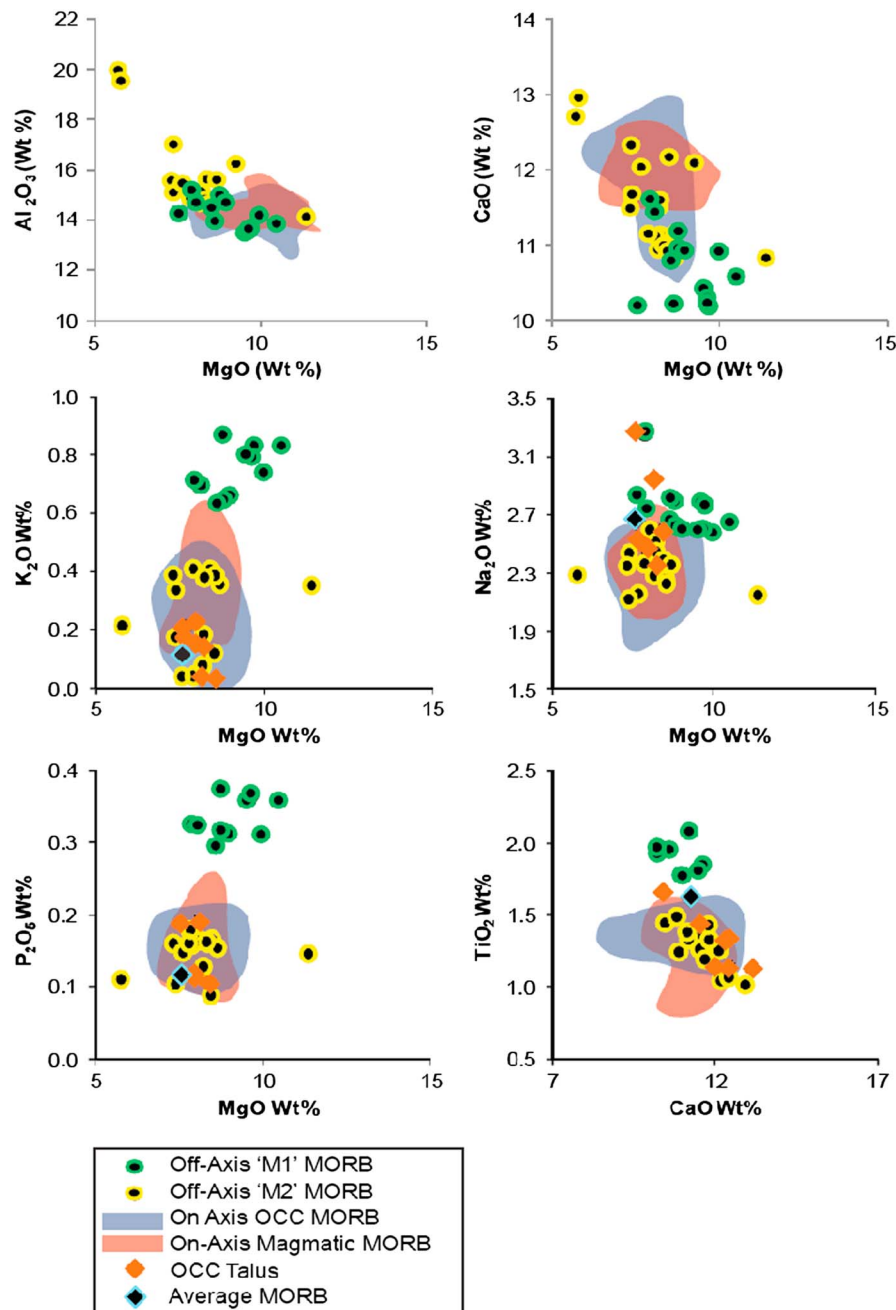 22
20
18
16
14
12
10
Al2O3 (Wt %)
5 10 15
MgO (Wt %)
14
13
12
11
10
CaO (Wt %)
5 10 15
MgO (Wt %)
1.0
0.8
0.6
0.4
0.2
0.0
K2O Wt%
5 10 15
MgO Wt%
3.5
3.1
2.7
2.3
1.9
1.5
Na2O Wt%
5 10 15
MgO Wt%
0.4
0.3
0.2
0.1
0.0
P2O5 Wt%
5 10 15
MgO Wt%
2.5
2.0
1.5
1.0
0.5
TiO2 Wt%
7 12 17
CaO Wt%
Off-Axis ‘M1’ MORB
Off-Axis ‘M2’ MORB
On Axis OCC MORB
On-Axis Magmatic MORB
OCC Talus
Average MORB